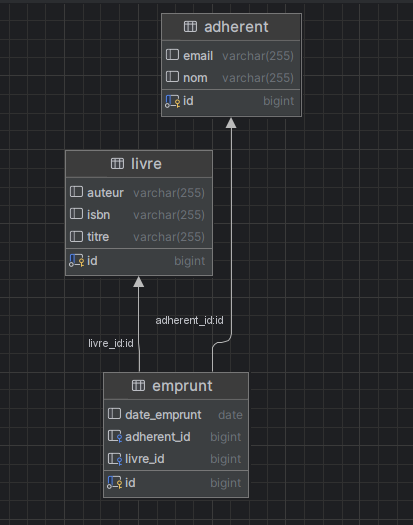 adherent
email varchar(255)
nom varchar(255)
id bigint
livre
auteur varchar(255)
isbn varchar(255)
titre varchar(255)
id bigint
adherent_id:id
livre_id:id
emprunt
date_emprunt date
adherent_id bigint
livre_id bigint
id bigint